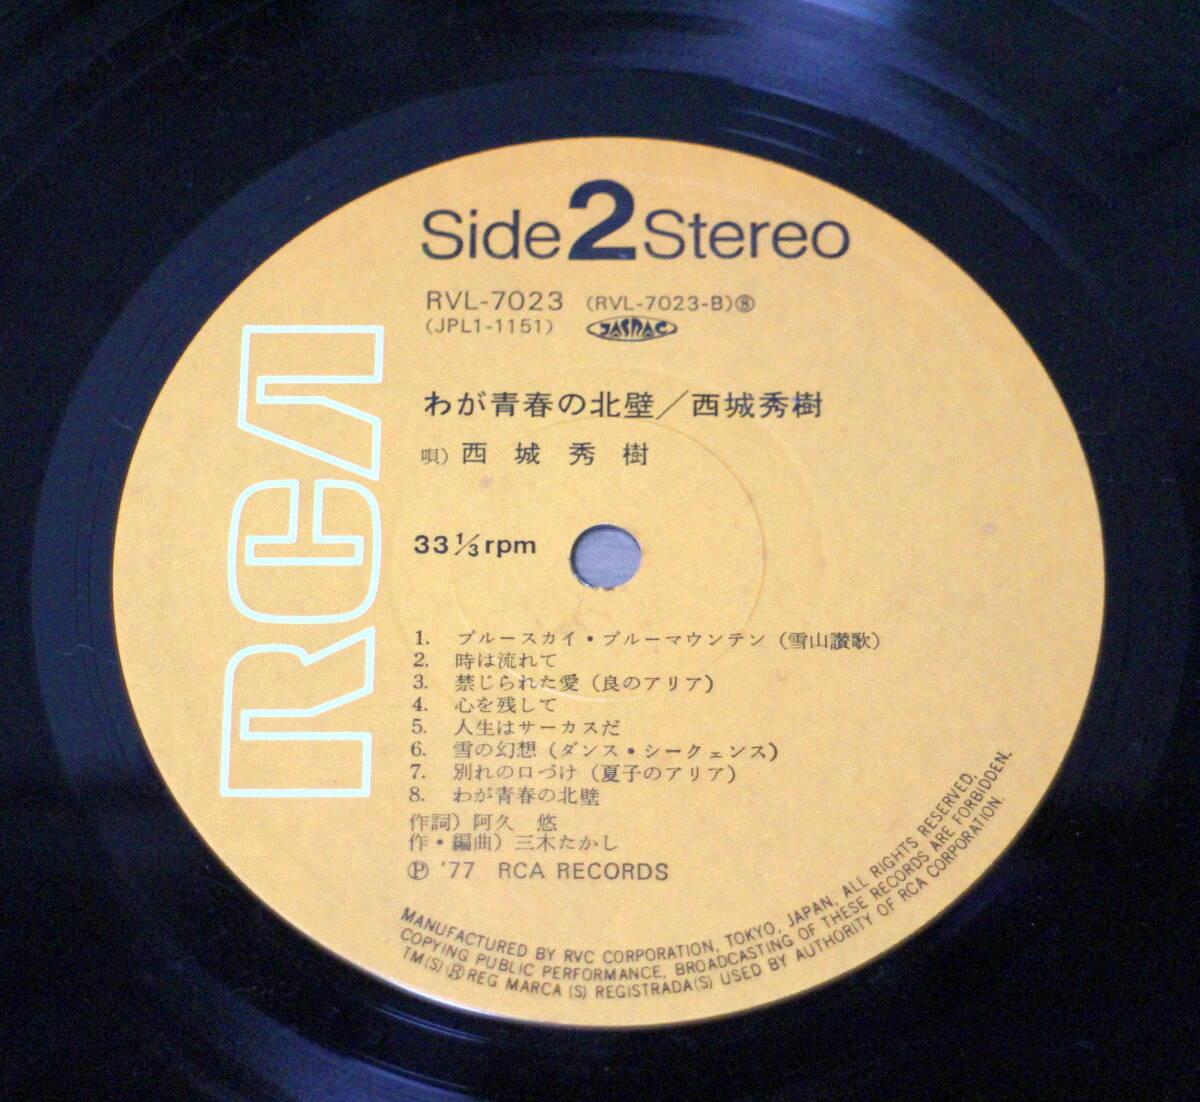 Side 2 Stereo
RVL-7023 (RVL-7023-B)⑧
(JPL1-1151) JASRAC
わが青春の北壁／西城秀樹
唄) 西城秀樹
RCA
33 1/3 rpm
1. ブルースカイ・ブルーマウンテン (雪山讃歌)
2. 時は流れて
3. 禁じられた愛 (良のアリア)
4. 心を残して
5. 人生はサーカスだ
6. 雪の幻想 (ダンス・シークェンス)
7. 別れの口づけ (夏子のアリア)
8. わが青春の北壁
作詞) 阿久 悠
作・編曲) 三木たかし
Ⓟ '77 RCA RECORDS
MANUFACTURED BY RVC CORPORATION, TOKYO, JAPAN, ALL RIGHTS RESERVED,
COPYING PUBLIC PERFORMANCE, BROADCASTING OF THESE RECORDS ARE FORBIDDEN.
TM(S) ® REG MARCA (S) REGISTRADA(S) USED BY AUTHORITY OF RCA CORPORATION.